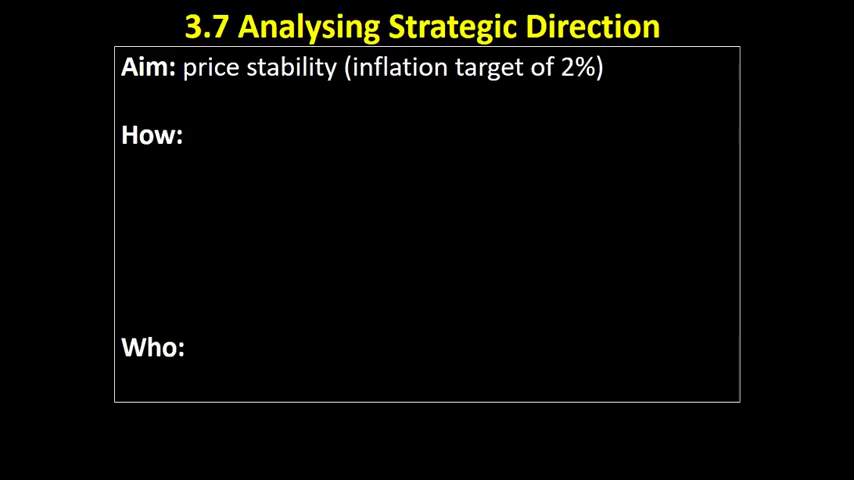 3.7 Analysing Strategic Direction
Aim: price stability (inflation target of 2%)
How:
Who: